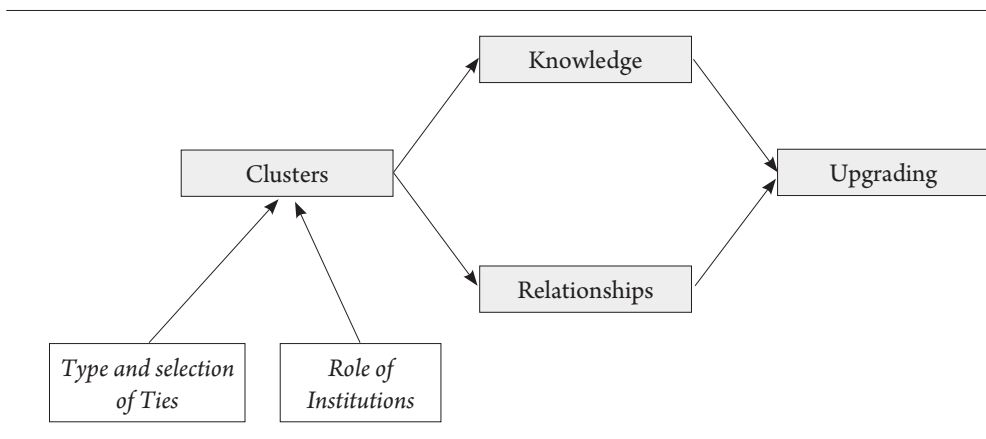 Knowledge
Clusters
Upgrading
Relationships
Type and selection
of Ties
Role of
Institutions